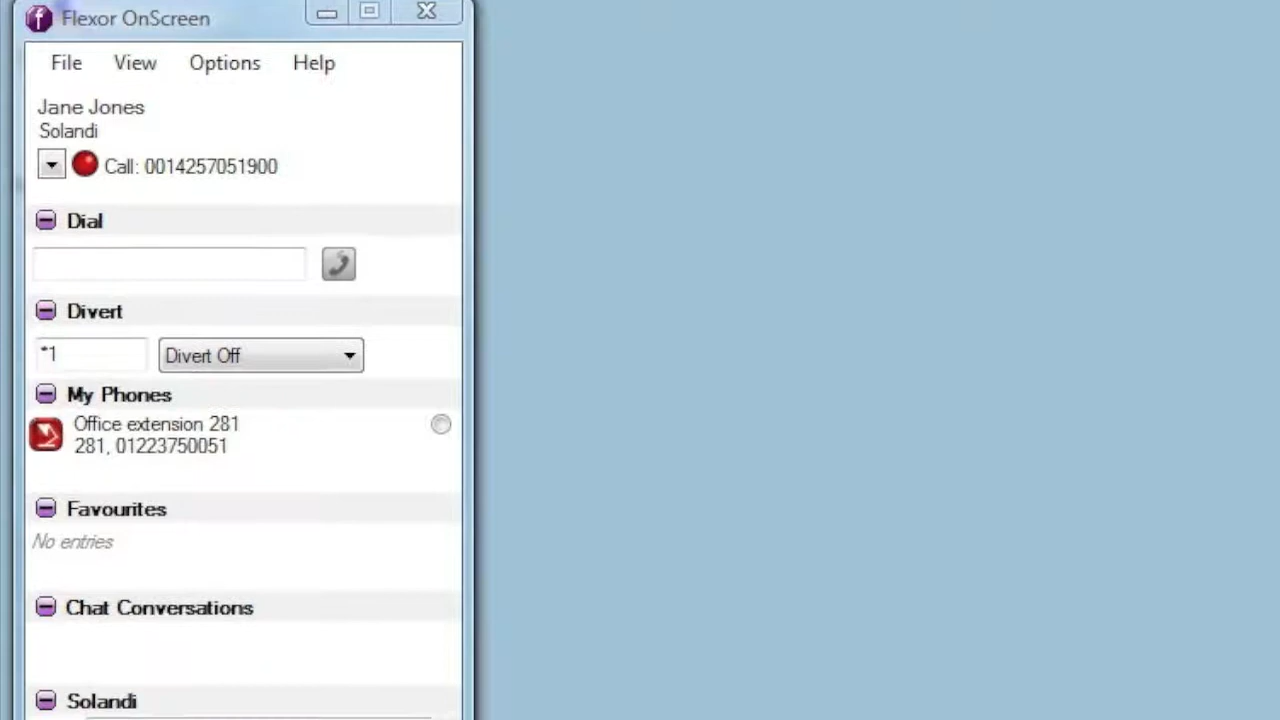 Flexor OnScreen
File View Options Help
Jane Jones
Solandi
Call: 0014257051900
Dial
Divert
*1 Divert Off
My Phones
Office extension 281
281, 01223750051
Favourites
No entries
Chat Conversations
Solandi